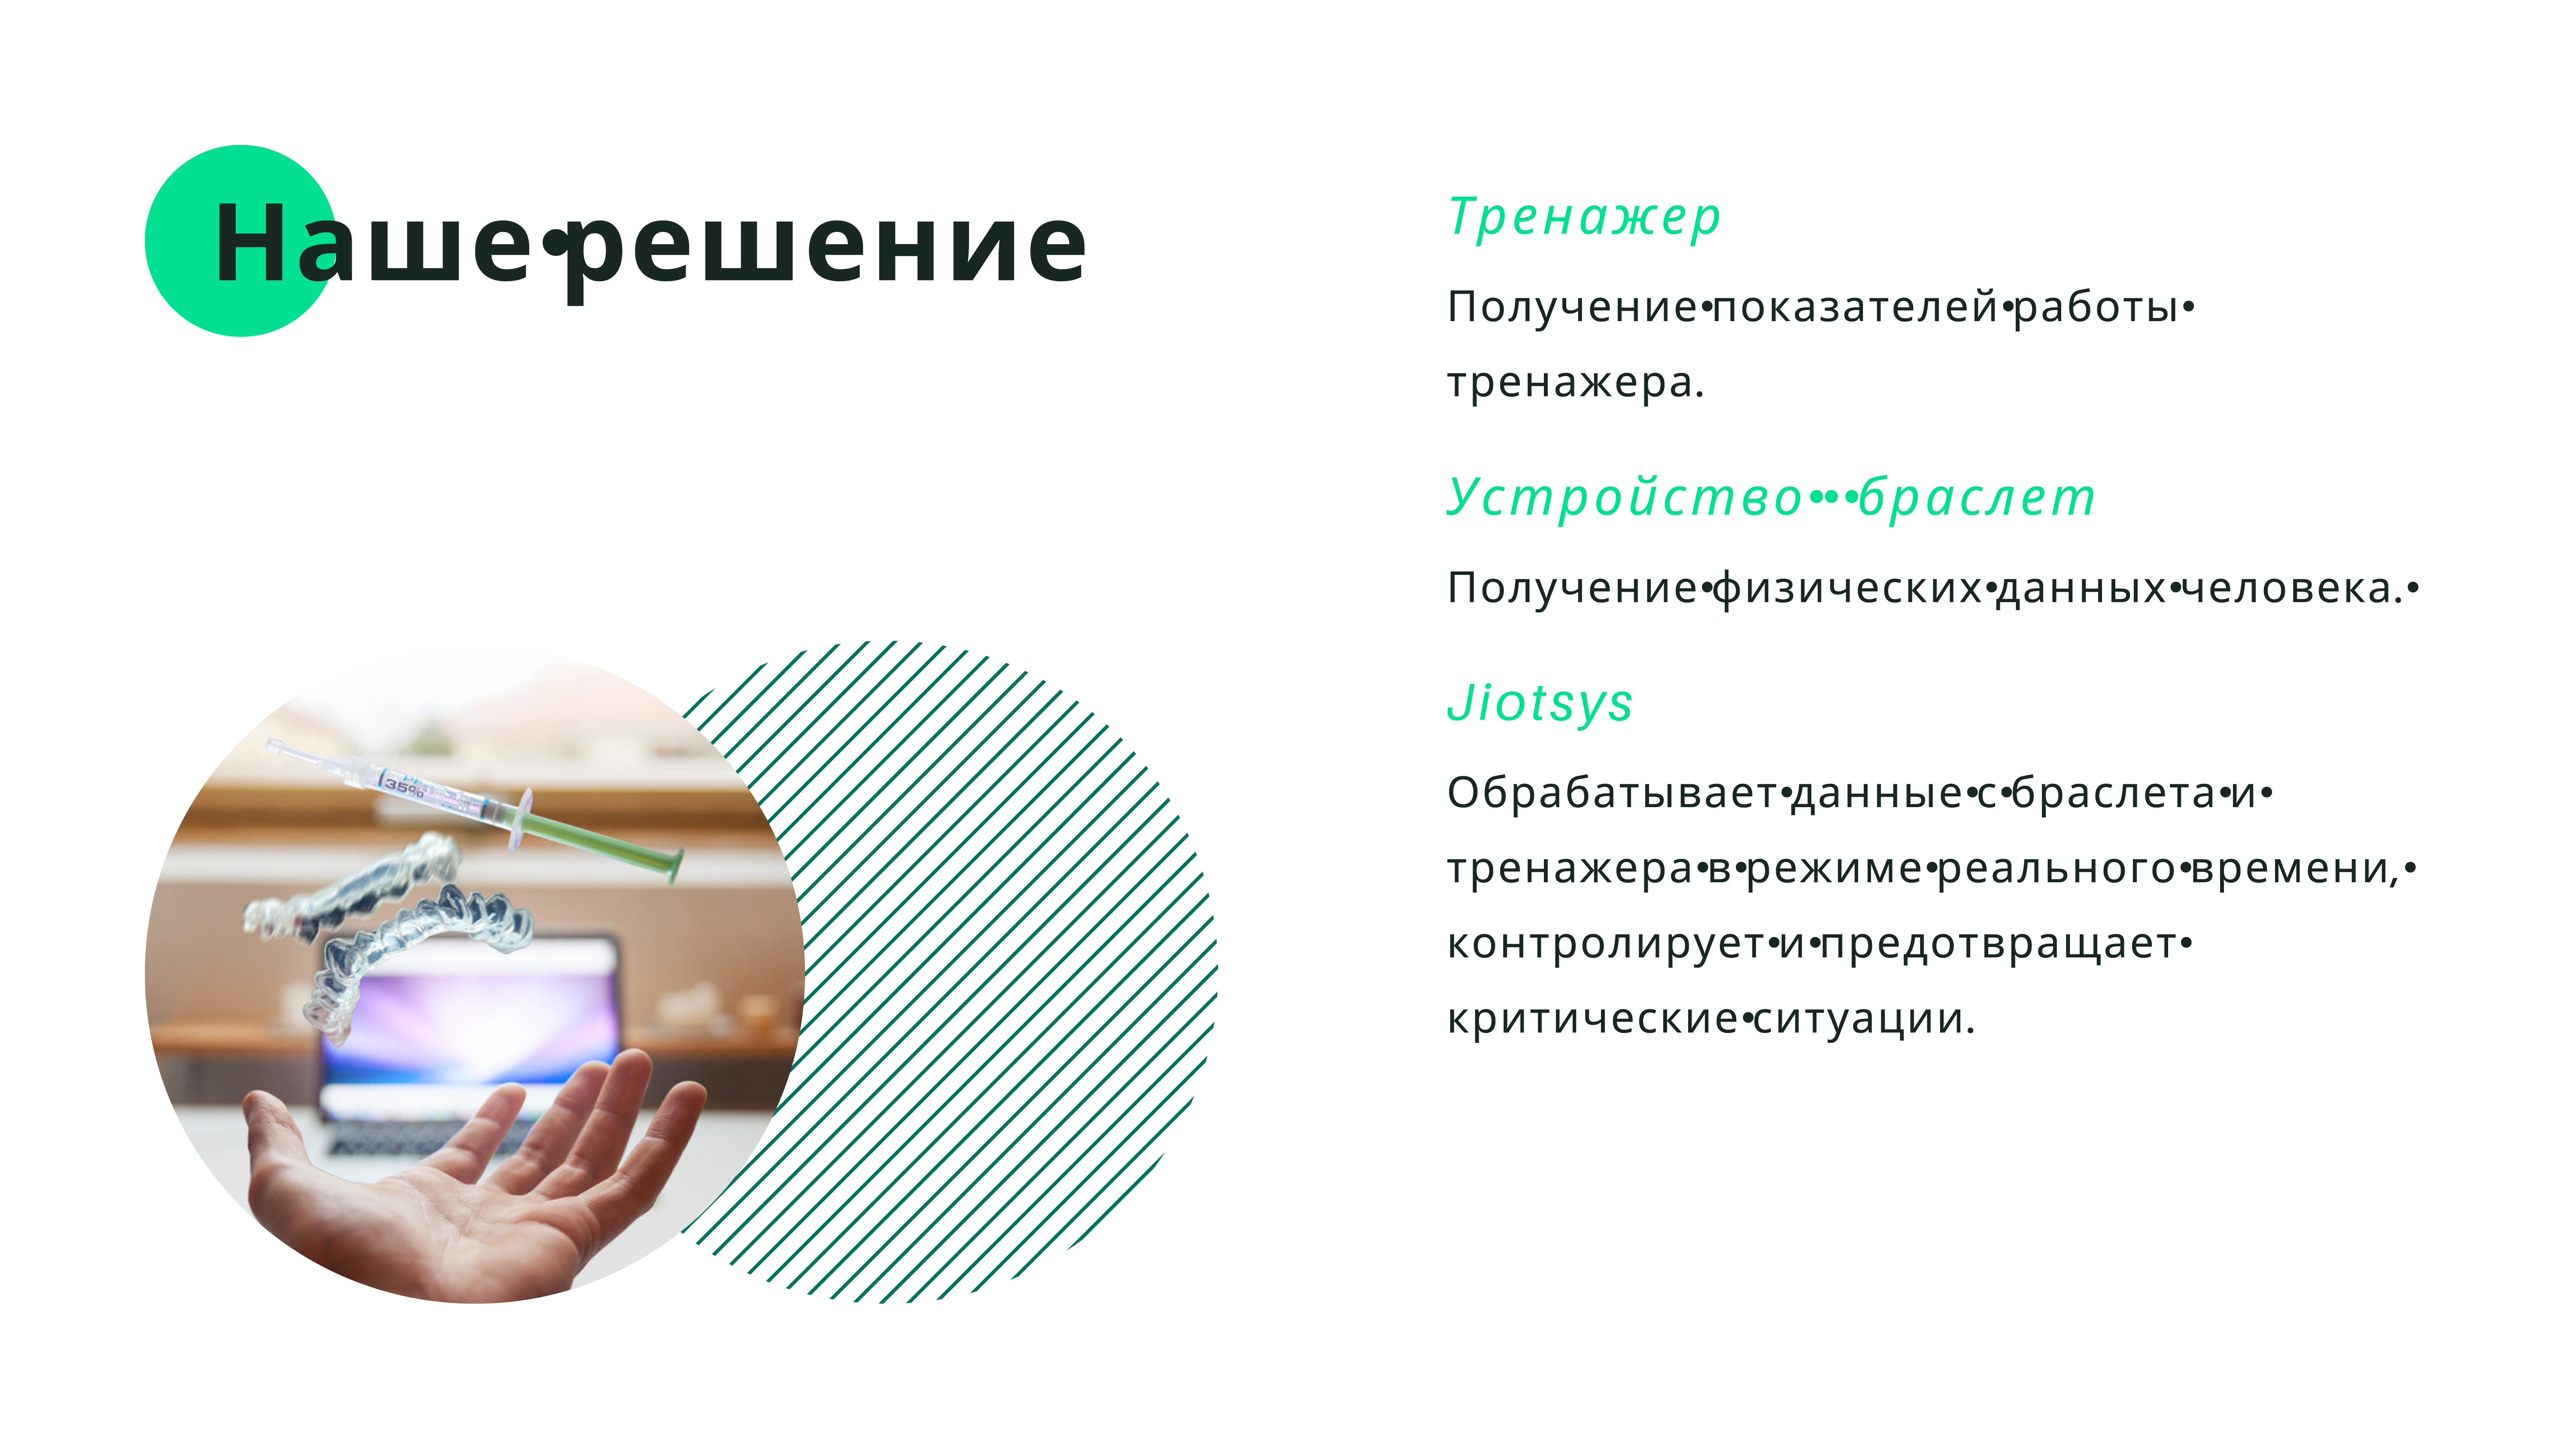 Наше•решение
Тренажер
Получение•показателей•работы•
тренажера.
Устройство•••браслет
Получение•физических•данных•человека.•
Jiotsys
Обрабатывает•данные•с•браслета•и•
тренажера•в•режиме•реального•времени,•
контролирует•и•предотвращает•
критические•ситуации.
35%